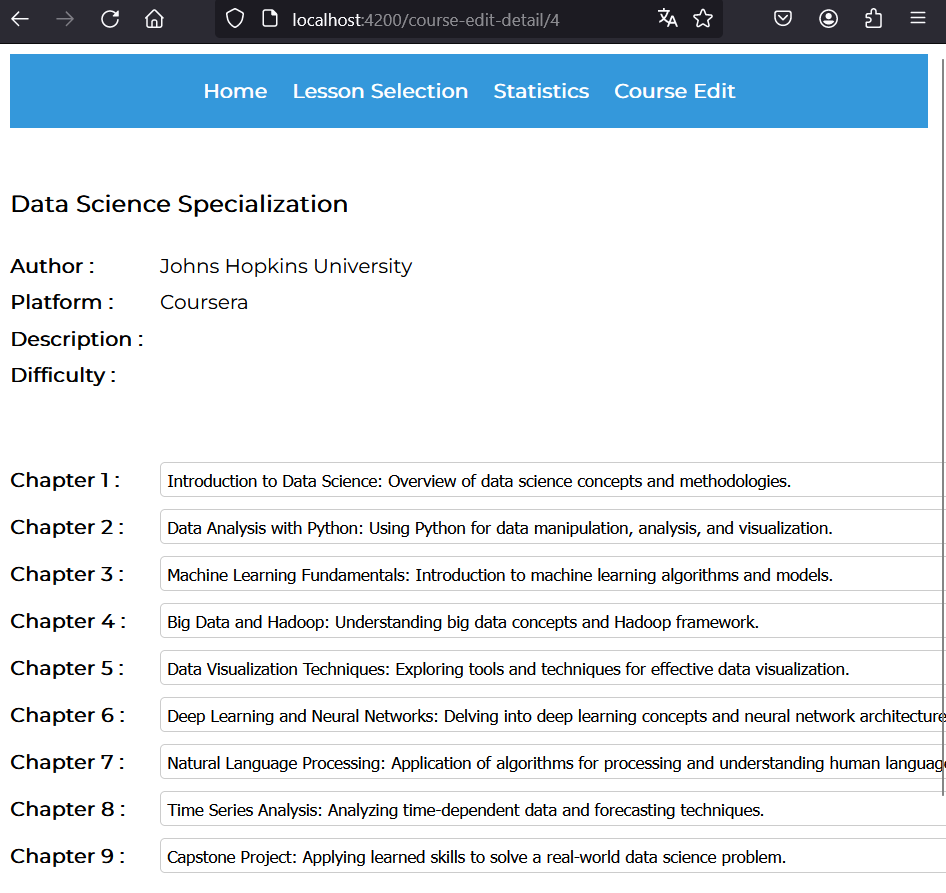 localhost:4200/course-edit-detail/4
Home Lesson Selection Statistics Course Edit
Data Science Specialization
Author : Johns Hopkins University
Platform : Coursera
Description :
Difficulty :
Chapter 1 : Introduction to Data Science: Overview of data science concepts and methodologies.
Chapter 2 : Data Analysis with Python: Using Python for data manipulation, analysis, and visualization.
Chapter 3 : Machine Learning Fundamentals: Introduction to machine learning algorithms and models.
Chapter 4 : Big Data and Hadoop: Understanding big data concepts and Hadoop framework.
Chapter 5 : Data Visualization Techniques: Exploring tools and techniques for effective data visualization.
Chapter 6 : Deep Learning and Neural Networks: Delving into deep learning concepts and neural network architecture
Chapter 7 : Natural Language Processing: Application of algorithms for processing and understanding human languag
Chapter 8 : Time Series Analysis: Analyzing time-dependent data and forecasting techniques.
Chapter 9 : Capstone Project: Applying learned skills to solve a real-world data science problem.